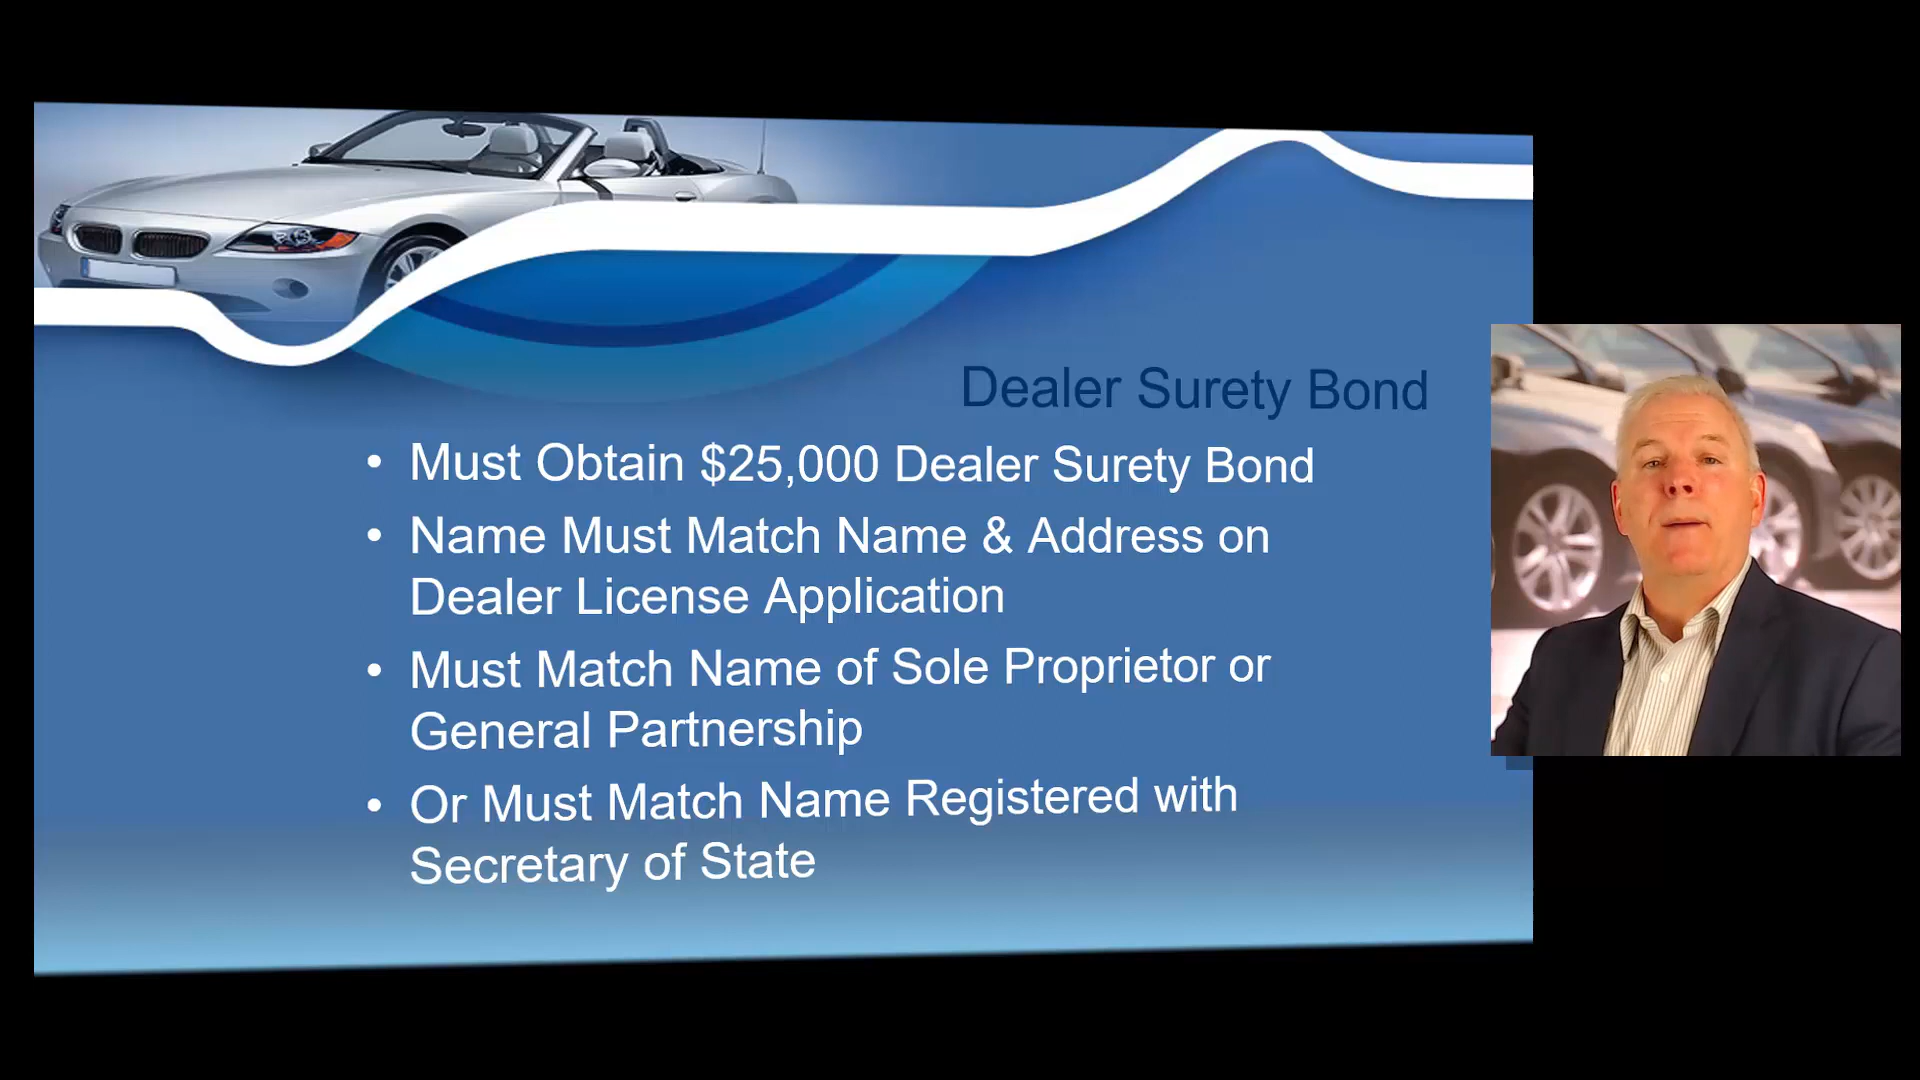 Dealer Surety Bond
• Must Obtain $25,000 Dealer Surety Bond
• Name Must Match Name & Address on
Dealer License Application
• Must Match Name of Sole Proprietor or
General Partnership
• Or Must Match Name Registered with
Secretary of State